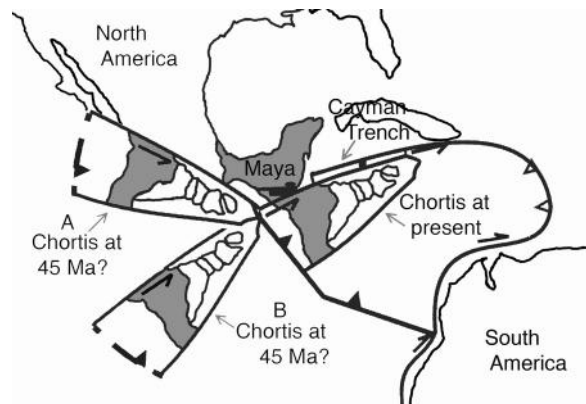 North
America
Cayman
Trench
Maya
Chortis at
present
A
Chortis at
45 Ma?
B
Chortis at
45 Ma?
South
America